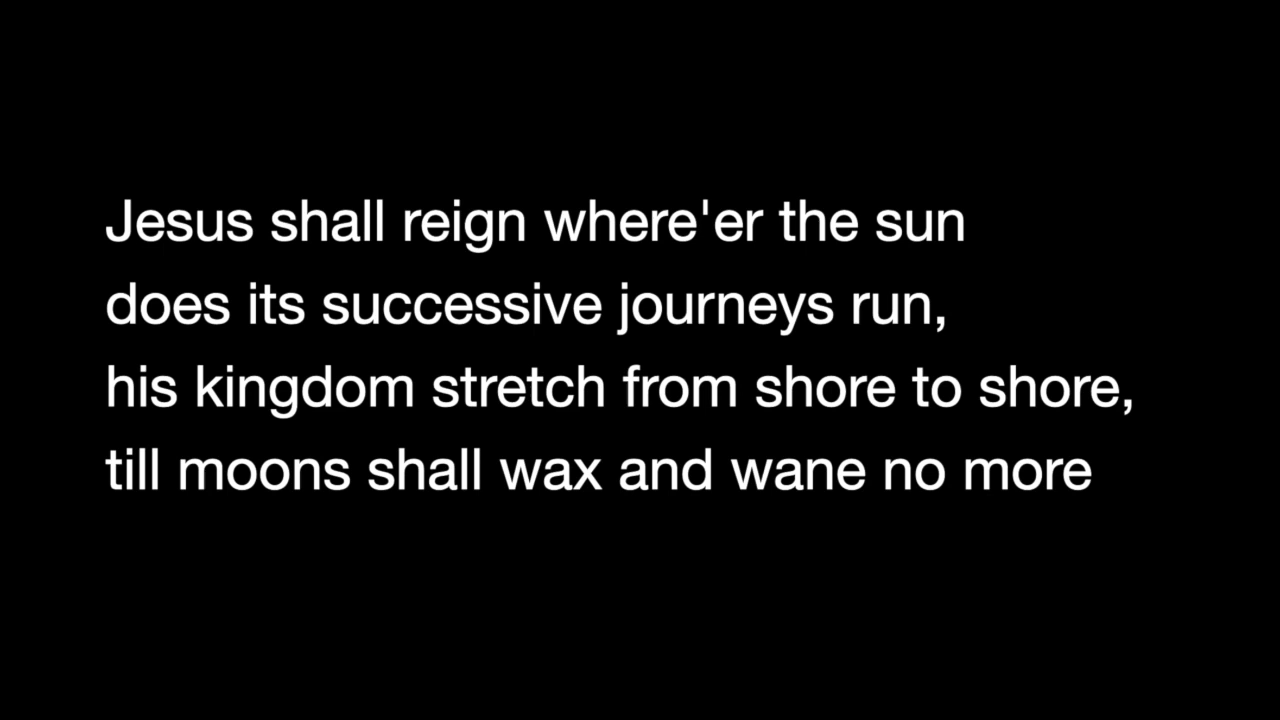 Jesus shall reign where'er the sun
does its successive journeys run,
his kingdom stretch from shore to shore,
till moons shall wax and wane no more